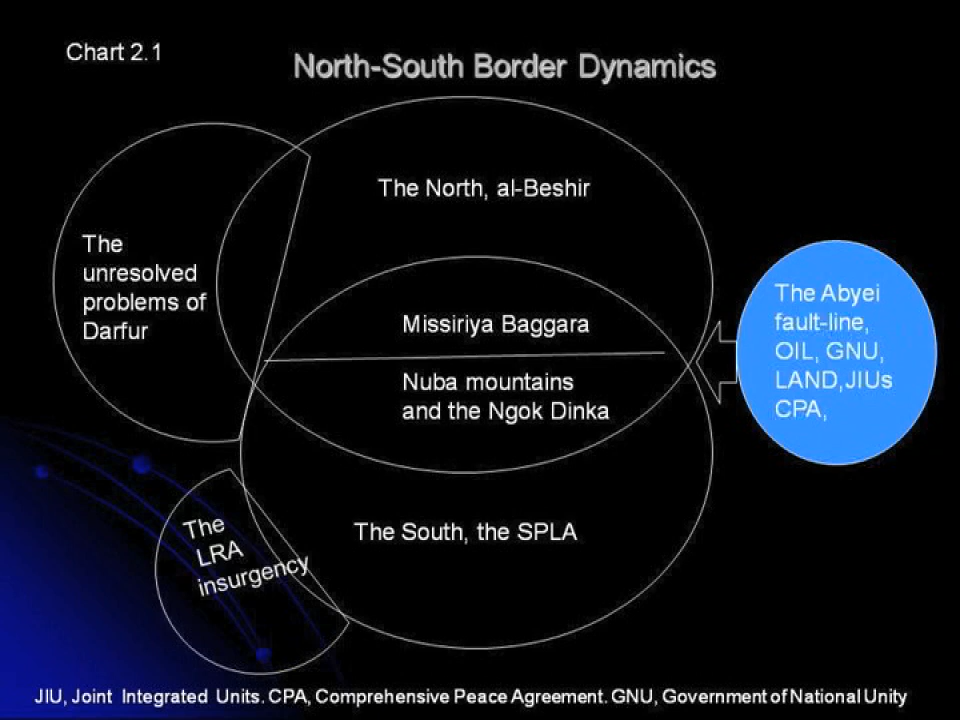 Chart 2.1
North-South Border Dynamics
The North, al-Beshir
The
unresolved
problems of
Darfur
Missiriya Baggara
Nuba mountains
and the Ngok Dinka
The Abyei
fault-line,
OIL, GNU,
LAND,JIUs
CPA,
The
LRA
insurgency
The South, the SPLA
JIU, Joint Integrated Units. CPA, Comprehensive Peace Agreement. GNU, Government of National Unity